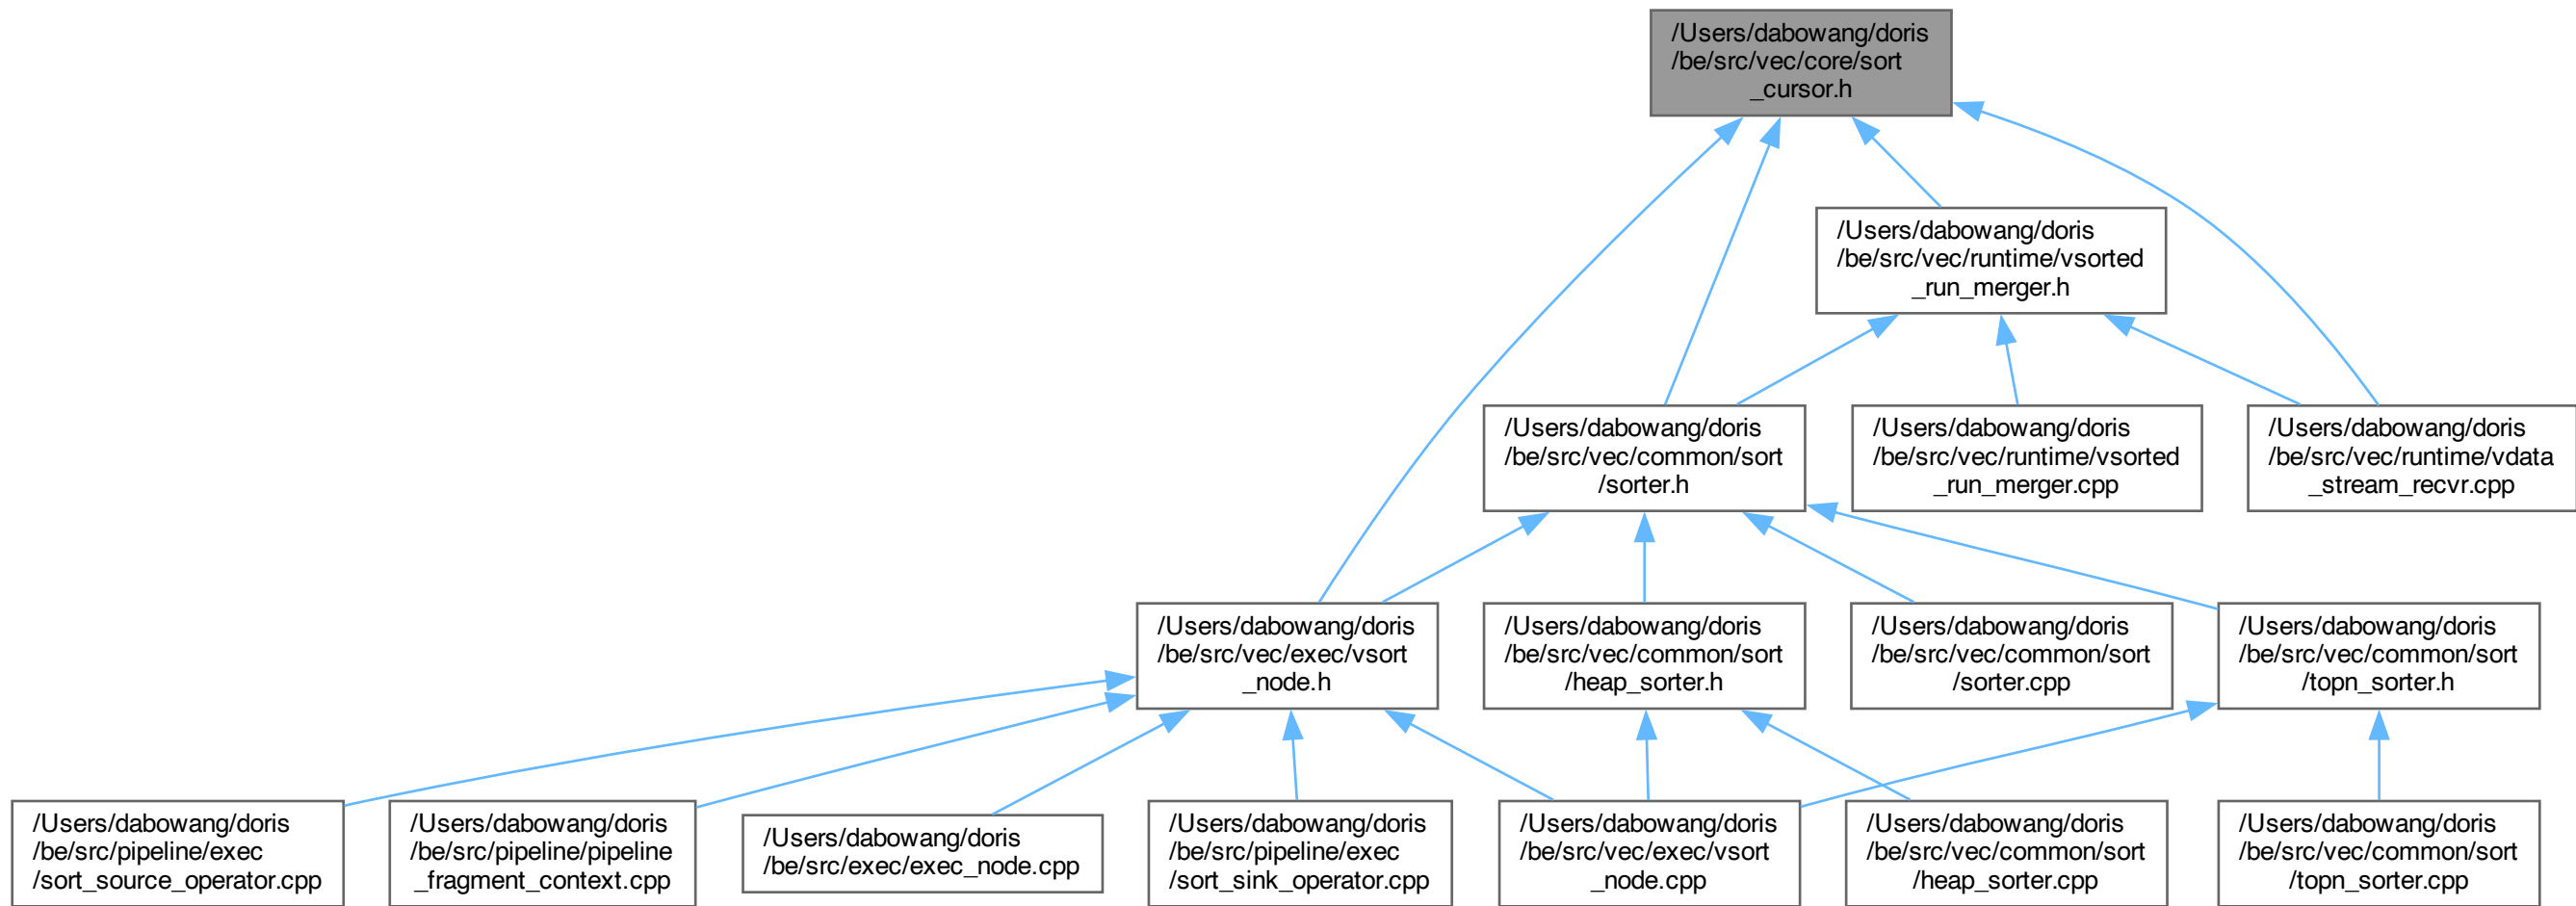 /Users/dabowang/doris
/be/src/vec/core/sort
_cursor.h
/Users/dabowang/doris
/be/src/vec/runtime/vsorted
_run_merger.h
/Users/dabowang/doris
/be/src/vec/common/sort
/sorter.h
/Users/dabowang/doris
/be/src/vec/runtime/vsorted
_run_merger.cpp
/Users/dabowang/doris
/be/src/vec/runtime/vdata
_stream_recvr.cpp
/Users/dabowang/doris
/be/src/vec/exec/vsort
_node.h
/Users/dabowang/doris
/be/src/vec/common/sort
/heap_sorter.h
/Users/dabowang/doris
/be/src/vec/common/sort
/sorter.cpp
/Users/dabowang/doris
/be/src/vec/common/sort
/topn_sorter.h
/Users/dabowang/doris
/be/src/pipeline/exec
/sort_source_operator.cpp
/Users/dabowang/doris
/be/src/pipeline/pipeline
_fragment_context.cpp
/Users/dabowang/doris
/be/src/exec/exec_node.cpp
/Users/dabowang/doris
/be/src/pipeline/exec
/sort_sink_operator.cpp
/Users/dabowang/doris
/be/src/vec/exec/vsort
_node.cpp
/Users/dabowang/doris
/be/src/vec/common/sort
/heap_sorter.cpp
/Users/dabowang/doris
/be/src/vec/common/sort
/topn_sorter.cpp